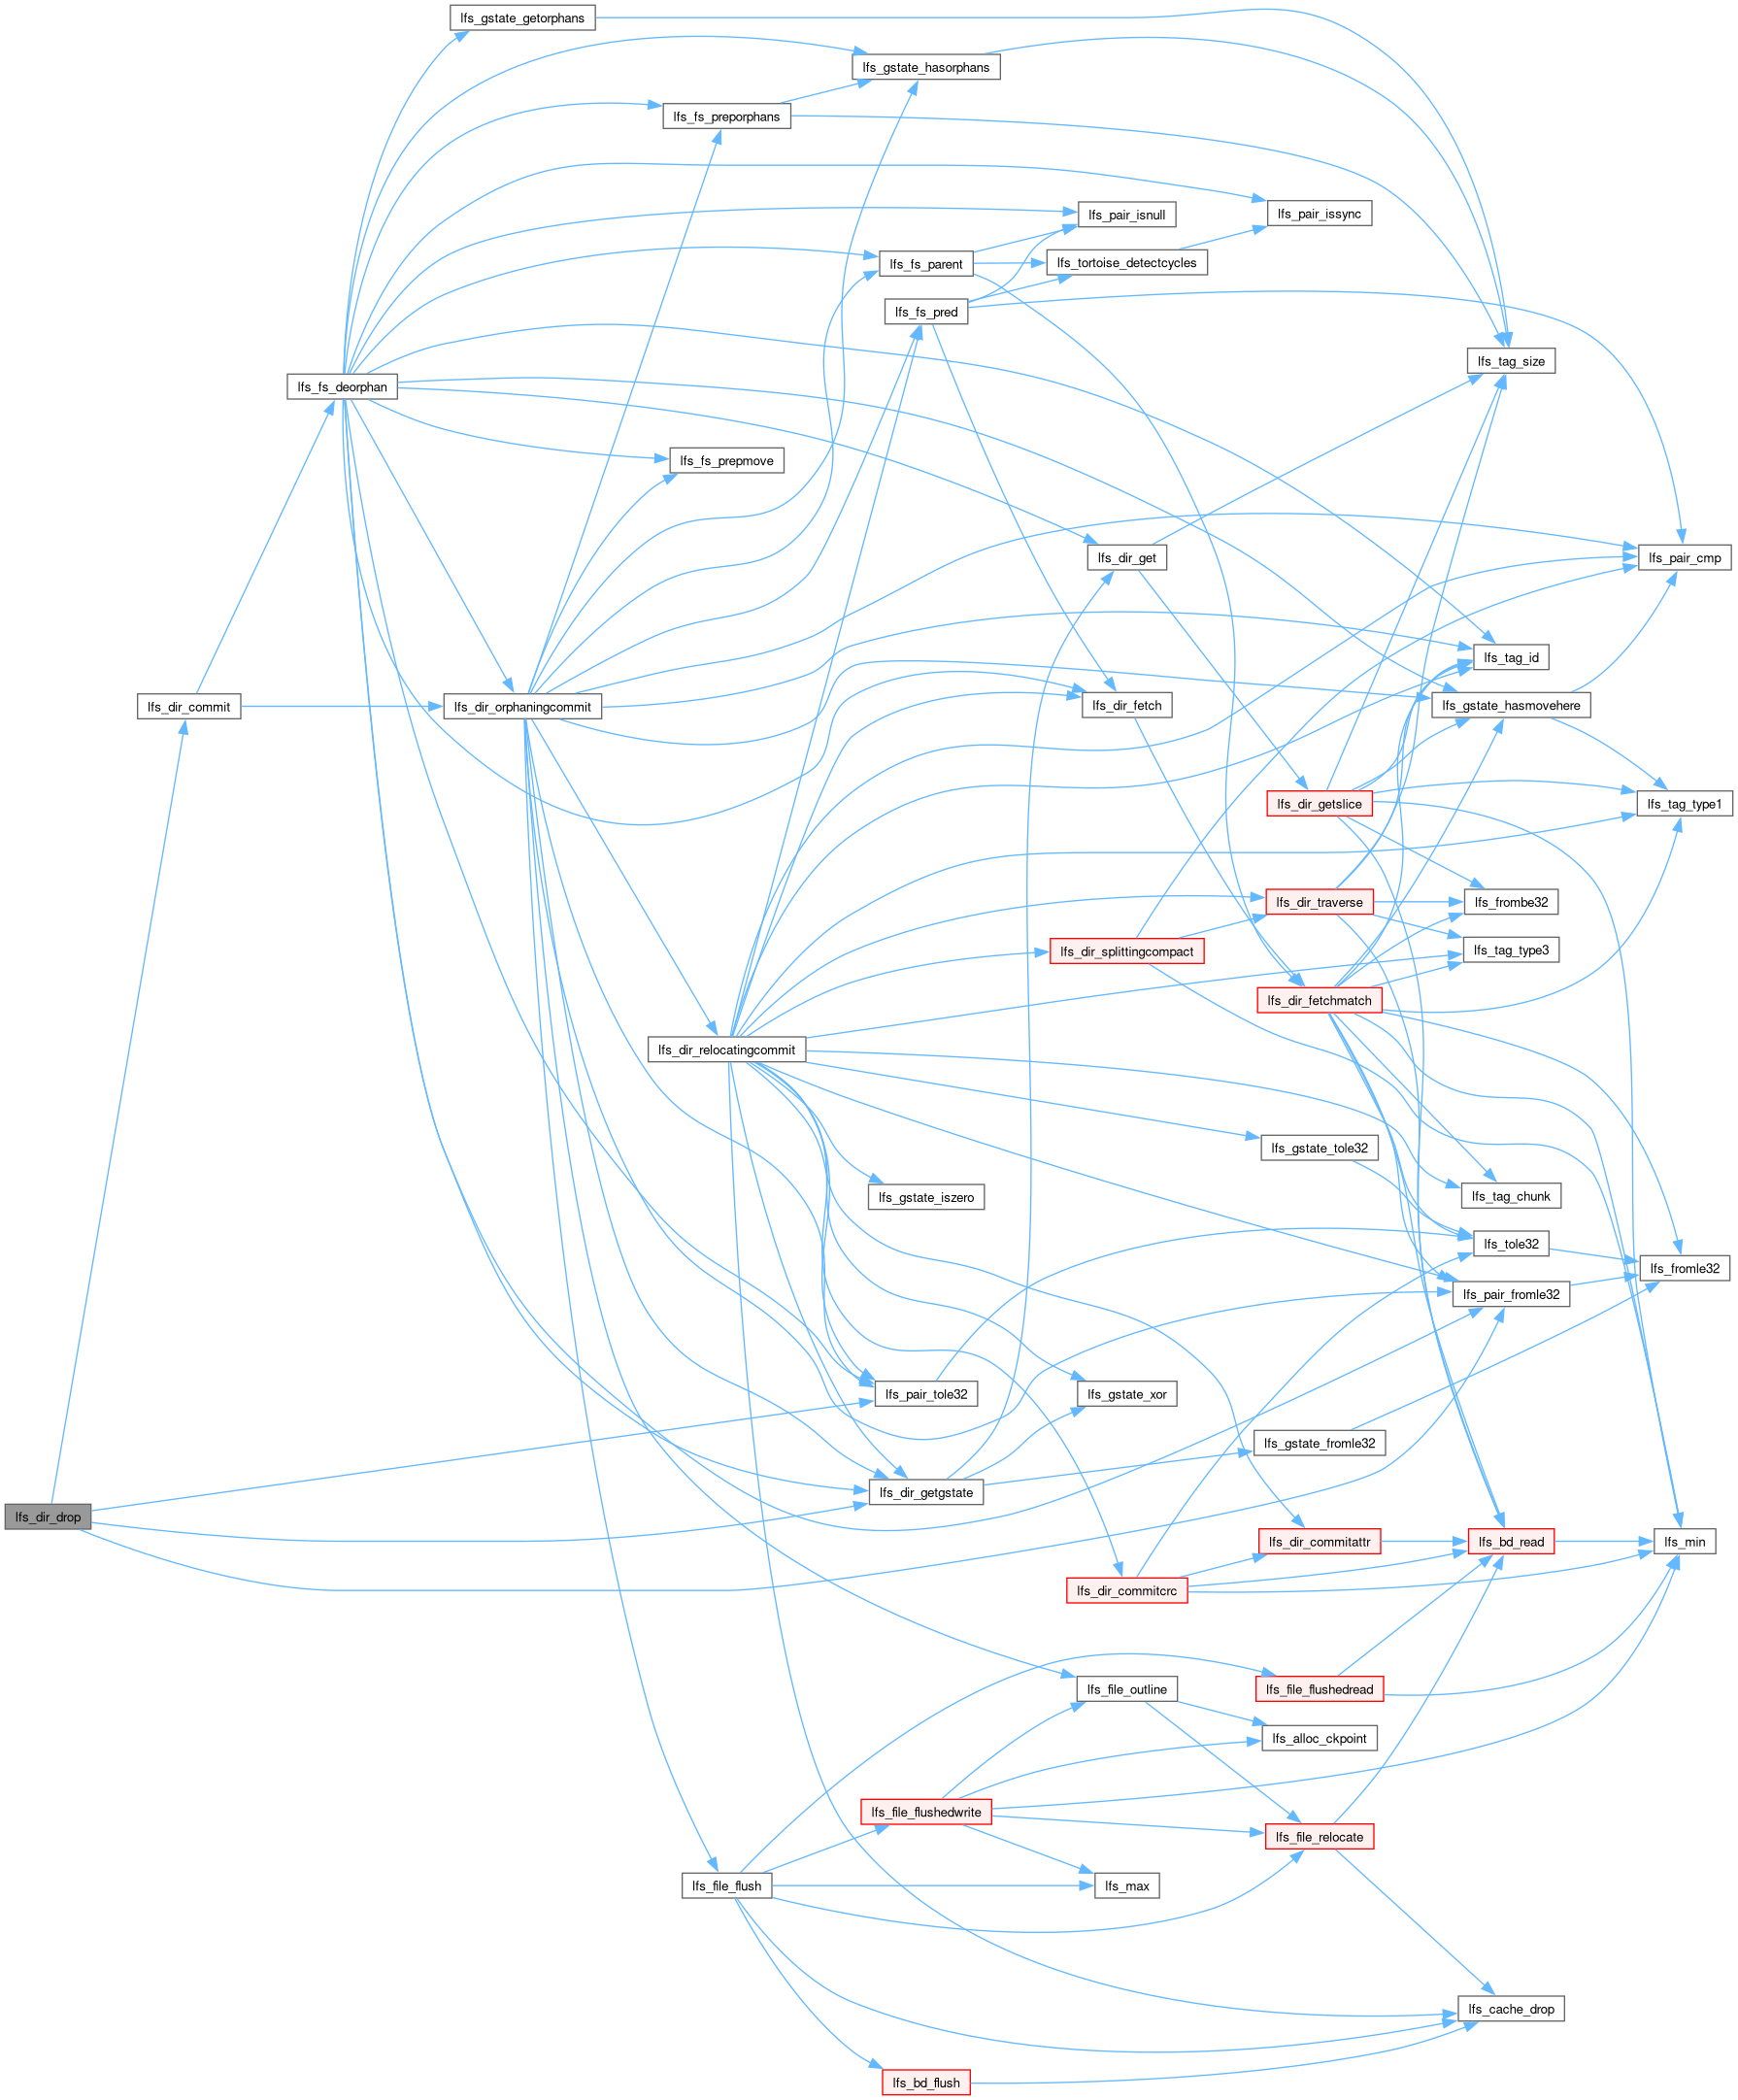 lfs_gstate_getorphans
lfs_gstate_hasorphans
lfs_fs_preporphans
lfs_pair_isnull
lfs_pair_issync
lfs_fs_parent
lfs_tortoise_detectcycles
lfs_fs_pred
lfs_tag_size
lfs_fs_deorphan
lfs_fs_prepmove
lfs_dir_get
lfs_pair_cmp
lfs_tag_id
lfs_dir_commit
lfs_dir_orphaningcommit
lfs_dir_fetch
lfs_gstate_hasmovehere
lfs_dir_getslice
lfs_tag_type1
lfs_dir_traverse
lfs_frombe32
lfs_dir_splittingcompact
lfs_tag_type3
lfs_dir_fetchmatch
lfs_dir_relocatingcommit
lfs_gstate_tole32
lfs_gstate_iszero
lfs_tag_chunk
lfs_tole32
lfs_fromle32
lfs_pair_fromle32
lfs_pair_tole32
lfs_gstate_xor
lfs_gstate_fromle32
lfs_dir_getgstate
lfs_dir_drop
lfs_dir_commitattr
lfs_bd_read
lfs_min
lfs_dir_commitcrc
lfs_file_outline
lfs_file_flushedread
lfs_alloc_ckpoint
lfs_file_flushedwrite
lfs_file_relocate
lfs_file_flush
lfs_max
lfs_cache_drop
lfs_bd_flush